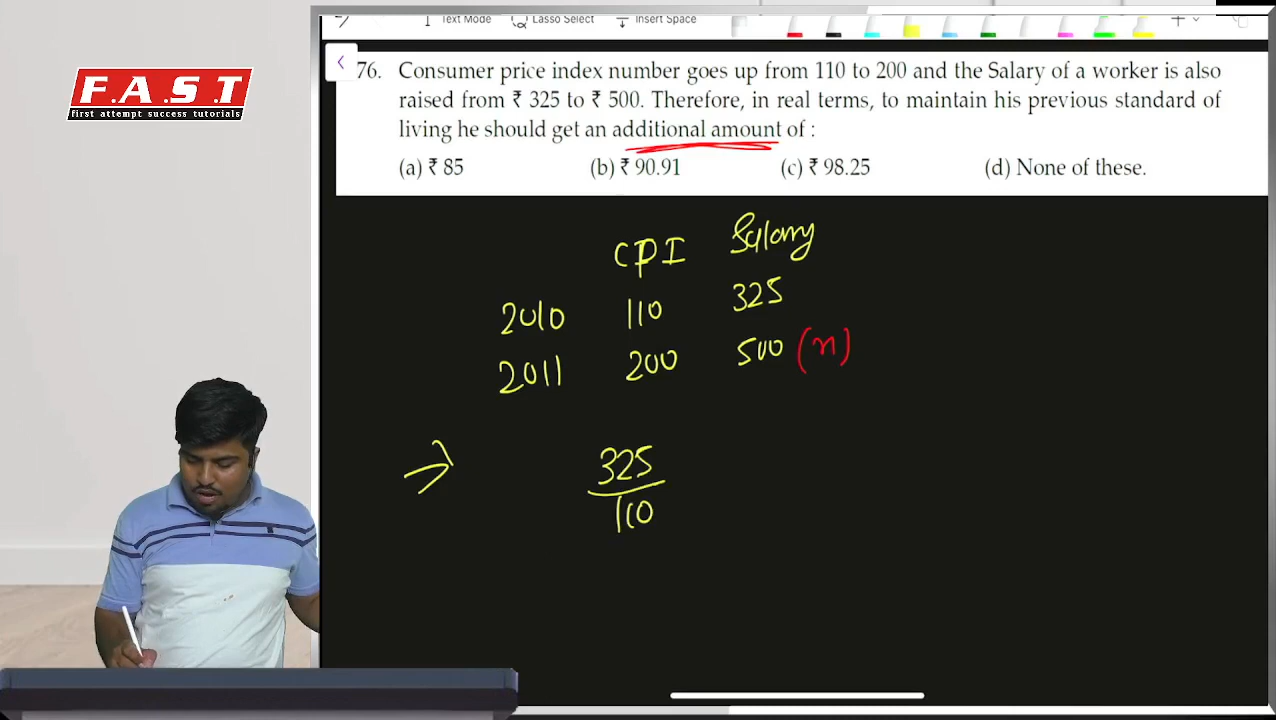 Text Mode Lasso Select Insert Space
F.A.S.T
first attempt success tutorials
76. Consumer price index number goes up from 110 to 200 and the Salary of a worker is also
raised from ₹ 325 to ₹ 500. Therefore, in real terms, to maintain his previous standard of
living he should get an additional amount of :
(a) ₹ 85 (b) ₹ 90.91 (c) ₹ 98.25 (d) None of these.
CPI Salary
2010 110 325
2011 200 500 (x)
325
110